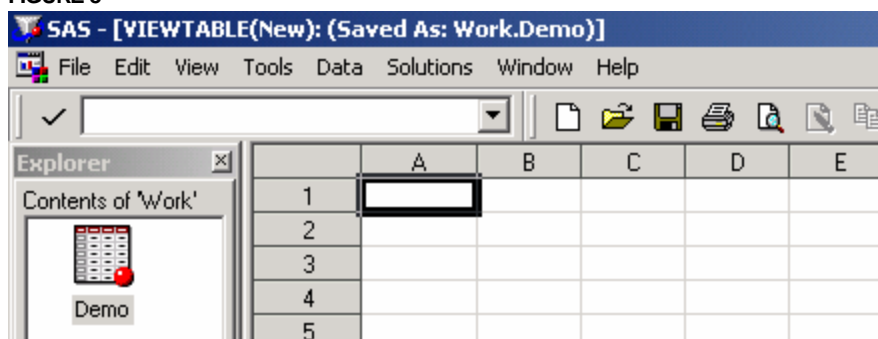 SAS - [VIEWTABLE(New): (Saved As: Work.Demo)]
File Edit View Tools Data Solutions Window Help
Explorer
Contents of 'Work'
Demo
A B C D E
1
2
3
4
5